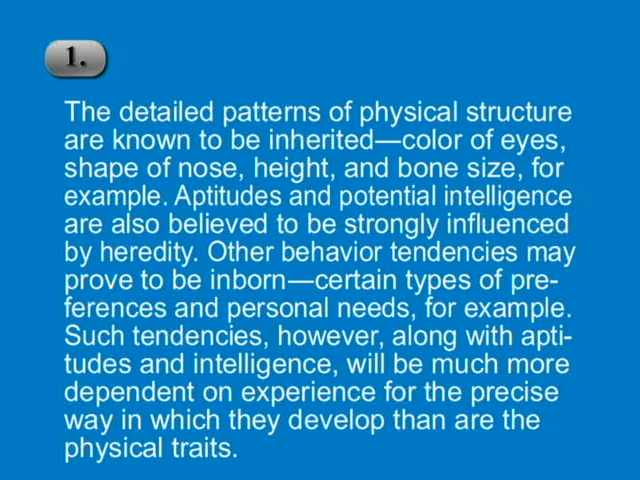 1.
The detailed patterns of physical structure
are known to be inherited—color of eyes,
shape of nose, height, and bone size, for
example. Aptitudes and potential intelligence
are also believed to be strongly influenced
by heredity. Other behavior tendencies may
prove to be inborn—certain types of pre-
ferences and personal needs, for example.
Such tendencies, however, along with apti-
tudes and intelligence, will be much more
dependent on experience for the precise
way in which they develop than are the
physical traits.